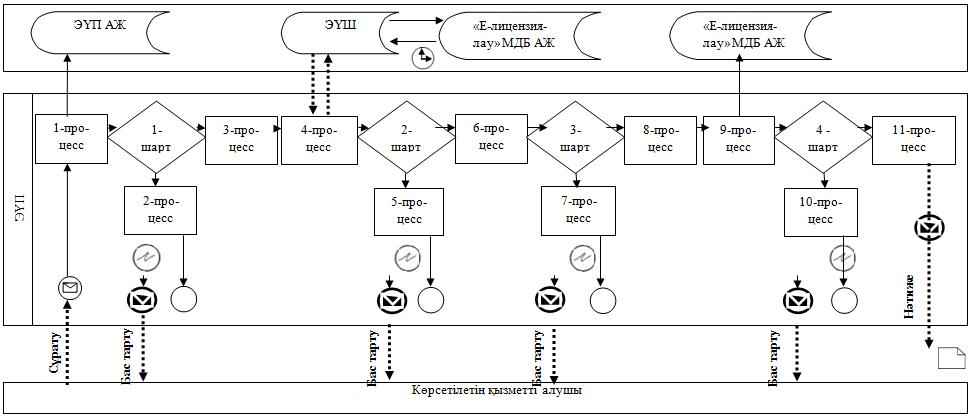 ЭҮП АЖ
ЭҮШ
«Е-лицензия-
лау»МДБ АЖ
«Е-лицензия-
лау»МДБ АЖ
ЭҮП
1-про-
цесс
1-
шарт
3-про-
цесс
4-про-
цесс
2-
шарт
6-про-
цесс
3-
шарт
8-про-
цесс
9-про-
цесс
4 -
шарт
11-про-
цесс
2-про-
цесс
5-про-
цесс
7-про-
цесс
10-про-
цесс
Сұрату
Бас тарту
Бас тарту
Бас тарту
Бас тарту
Нәтиже
Көрсетілетін қызметті алушы